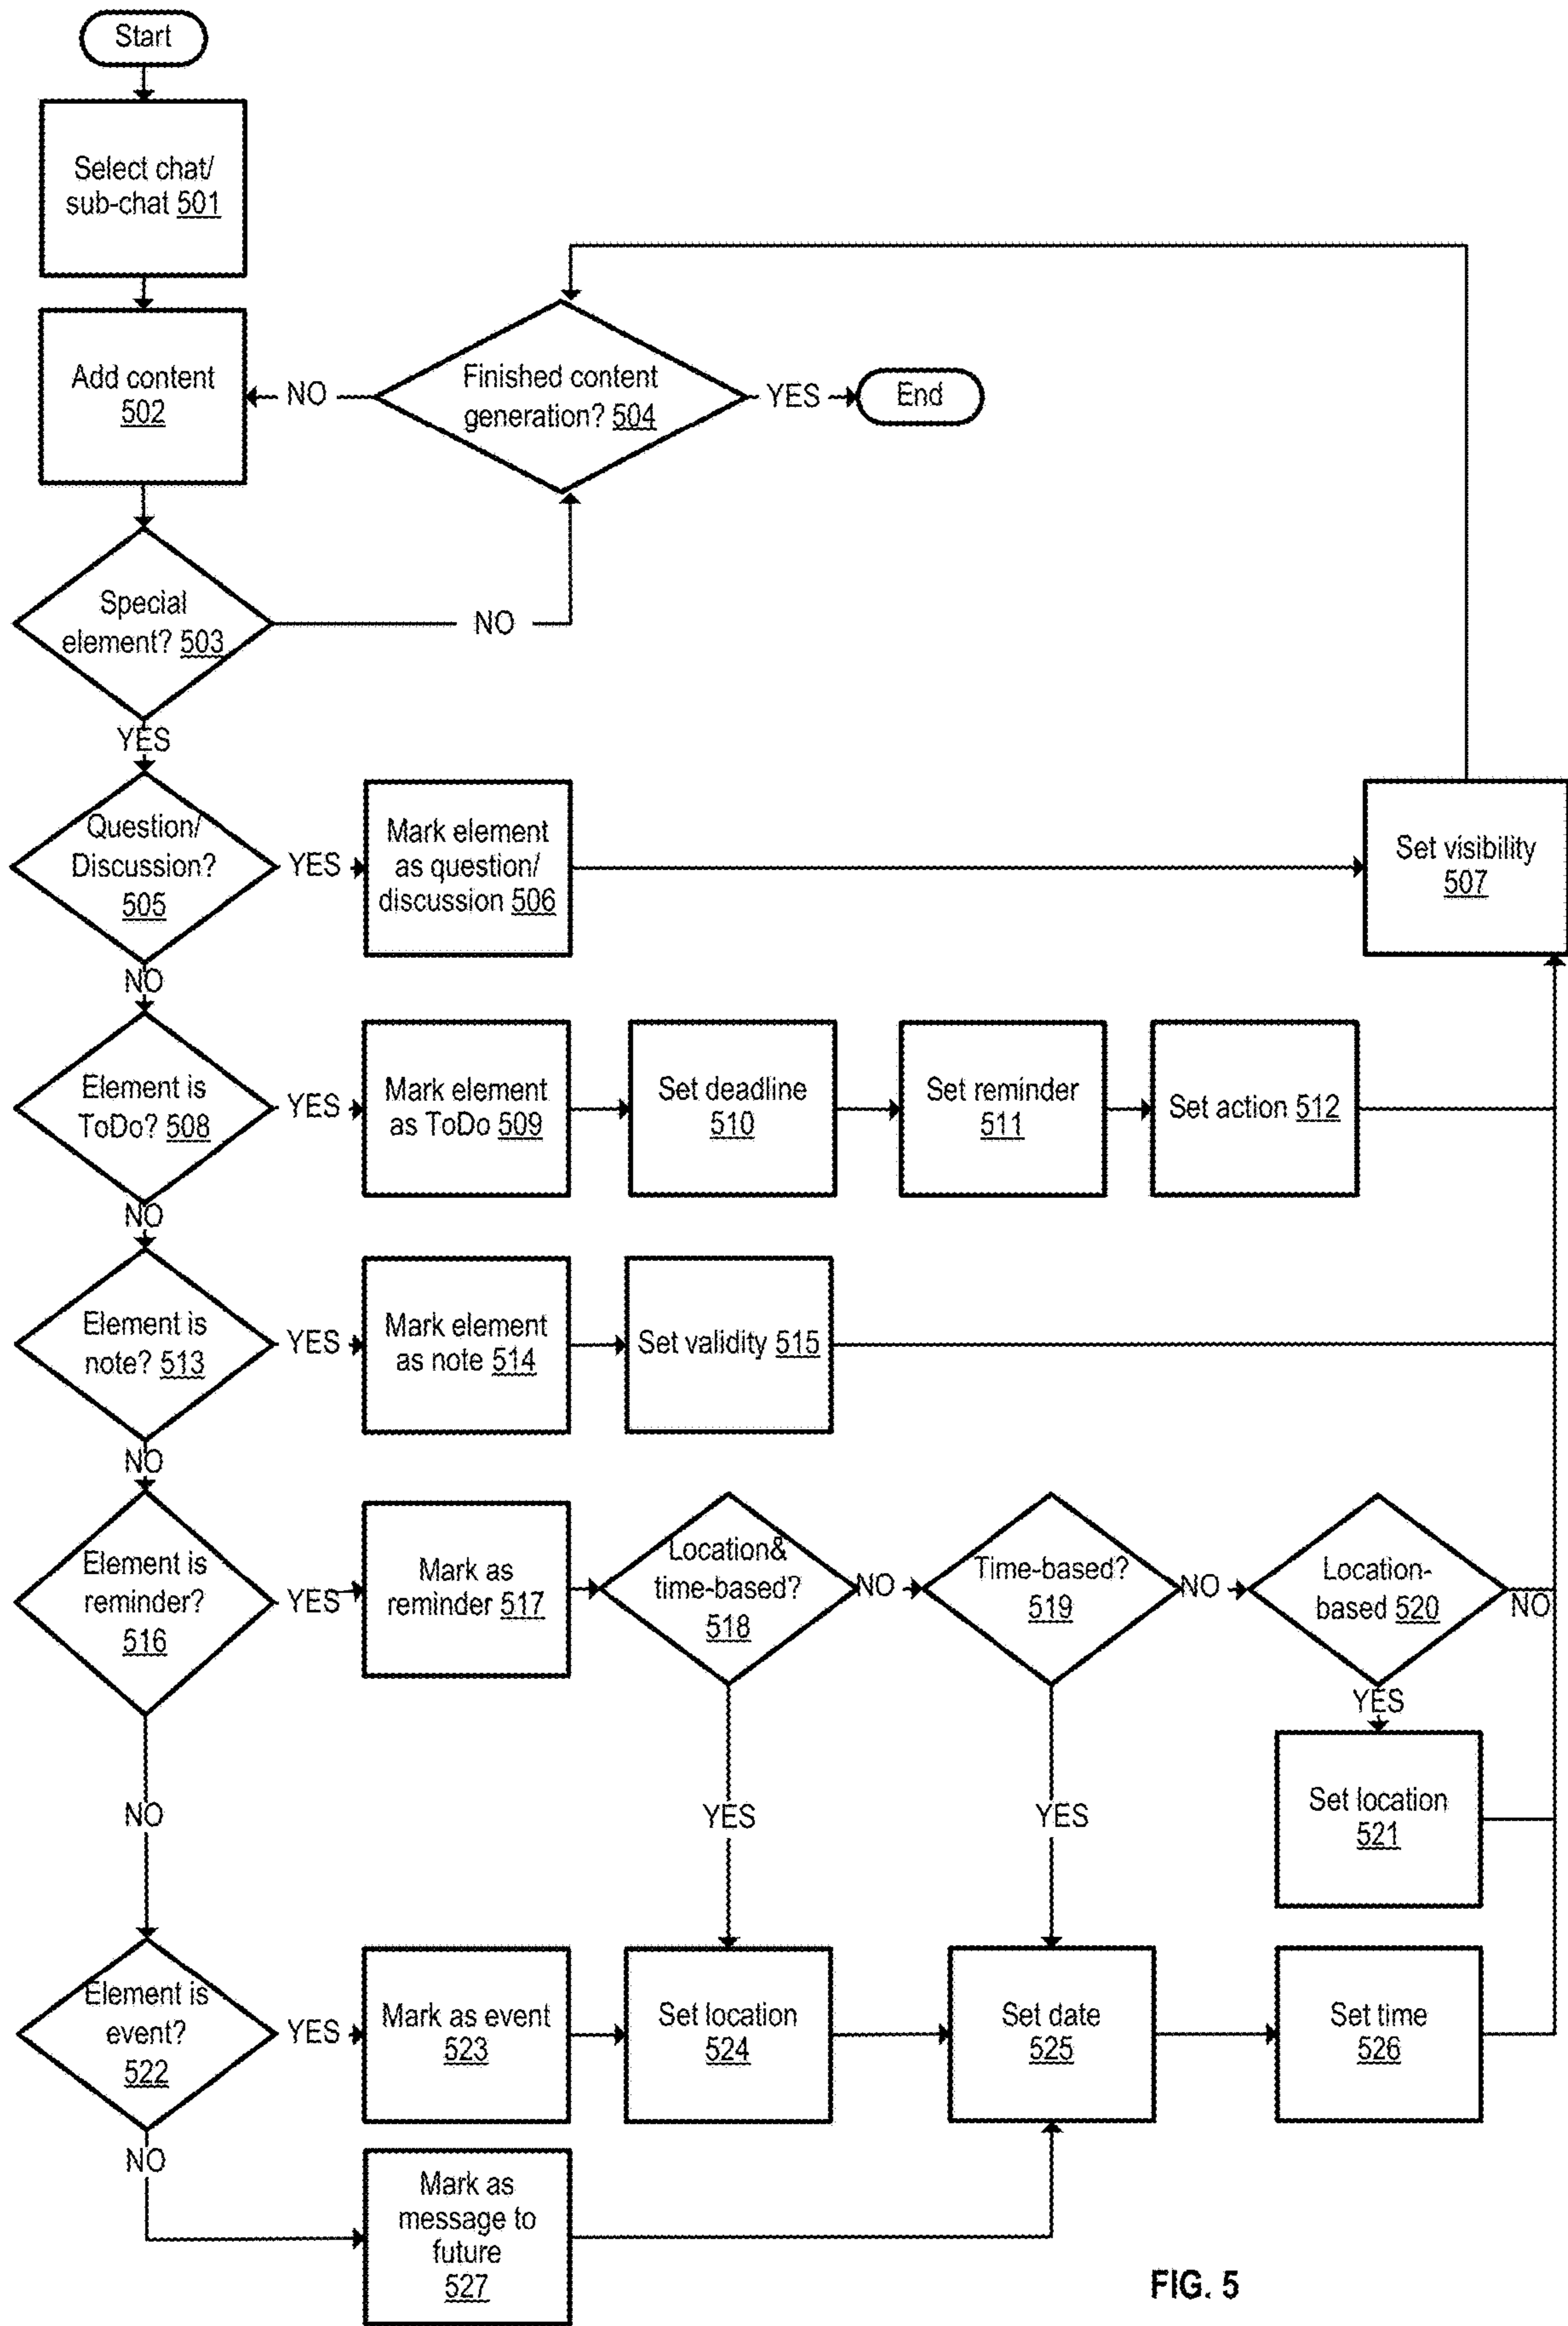 Start
Select chat/
sub-chat 501
Add content
502
NO
Finished content
generation? 504
YES
End
Special
element? 503
NO
YES
Question/
Discussion?
505
YES
Mark element
as question/
discussion 506
Set visibility
507
NO
Element is
ToDo? 508
YES
Mark element
as ToDo 509
Set deadline
510
Set reminder
511
Set action 512
NO
Element is
note? 513
YES
Mark element
as note 514
Set validity 515
NO
Element is
reminder?
516
YES
Mark as
reminder 517
Location&
time-based?
518
NO
Time-based?
519
NO
Location-
based 520
NO
YES
Set location
521
NO
YES
YES
Element is
event?
522
YES
Mark as event
523
Set location
524
Set date
525
Set time
526
NO
Mark as
message to
future
527
FIG. 5